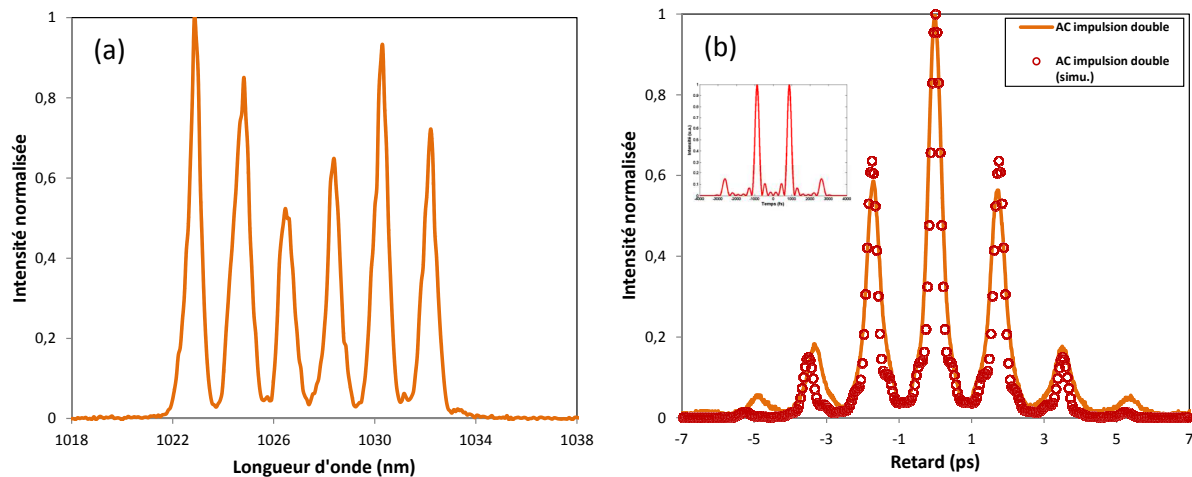 (a)
Intensité normalisée
1
0,8
0,6
0,4
0,2
0
1018
1022
1026
1030
1034
1038
Longueur d'onde (nm)
(b)
AC impulsion double
AC impulsion double
(simu.)
Intensité normalisée
1
0,8
0,6
0,4
0,2
0
-7
-5
-3
-1
1
3
5
7
Retard (ps)
Temps (fs)